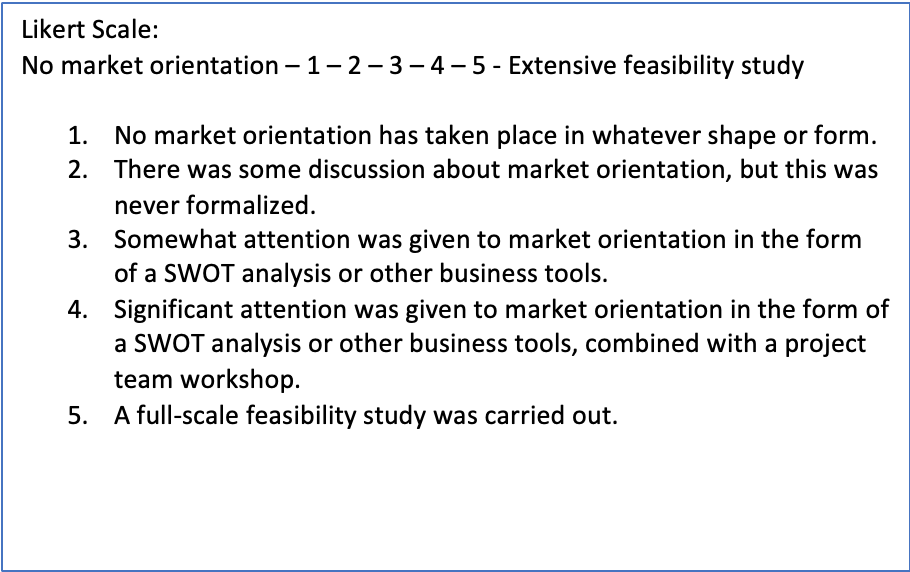 Likert Scale:
No market orientation – 1 – 2 – 3 – 4 – 5 - Extensive feasibility study
1. No market orientation has taken place in whatever shape or form.
2. There was some discussion about market orientation, but this was
never formalized.
3. Somewhat attention was given to market orientation in the form
of a SWOT analysis or other business tools.
4. Significant attention was given to market orientation in the form of
a SWOT analysis or other business tools, combined with a project
team workshop.
5. A full-scale feasibility study was carried out.